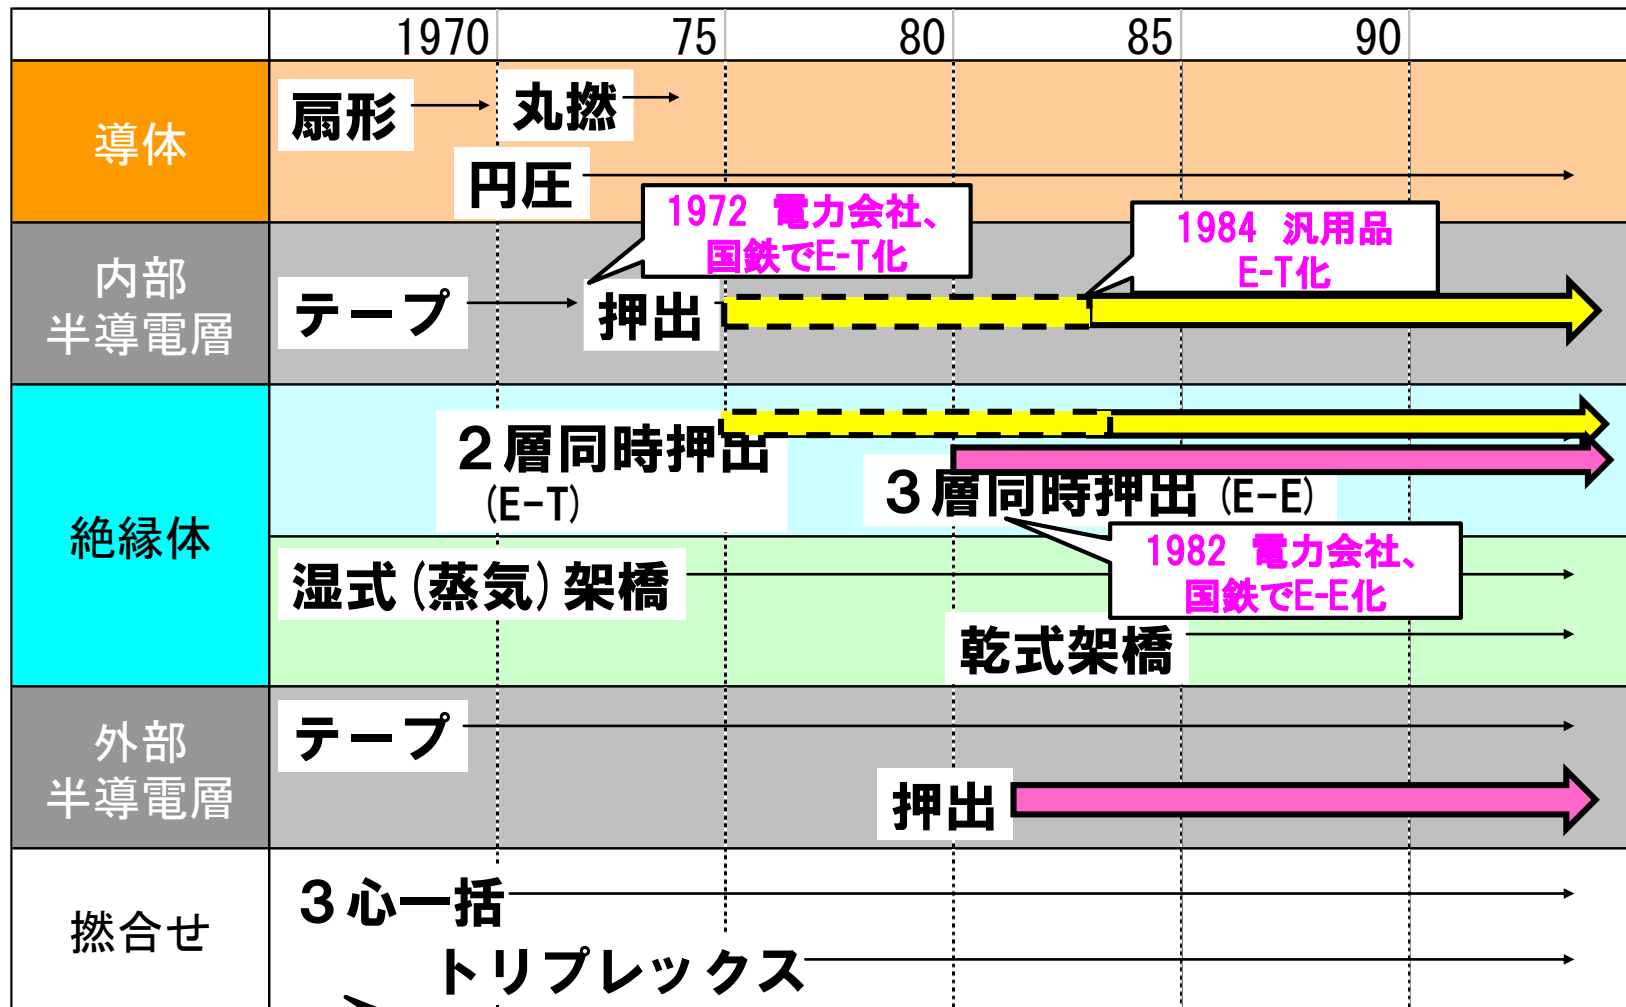 1970 75 80 85 90
導体
扇形
丸撚
円圧
1972 電力会社、
国鉄でE-T化
1984 汎用品
E-T化
内部
半導電層
テープ
押出
絶縁体
２層同時押出
(E-T)
３層同時押出 (E-E)
1982 電力会社、
国鉄でE-E化
湿式(蒸気)架橋
乾式架橋
外部
半導電層
テープ
押出
撚合せ
３心一括
トリプレックス